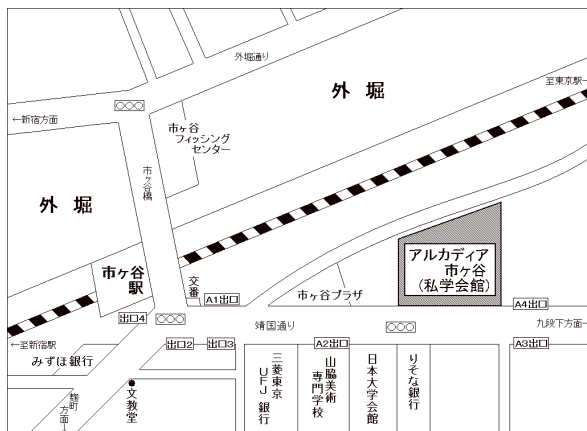 外堀通り
外堀
至東京駅→
←新宿方面
市ヶ谷
フィッシング
センター
市ヶ谷橋
外堀
アルカディア
市ヶ谷
(私学会館)
市ヶ谷
駅
交番
A1出口
市ヶ谷プラザ
A4出口
出口4
靖国通り
九段下方面→
←至新宿駅
みずほ銀行
出口2
出口3
A2出口
A3出口
麹町方面→
文教堂
三菱東京
UFJ 銀行
山脇美術
専門学校
日本大学会館
りそな銀行